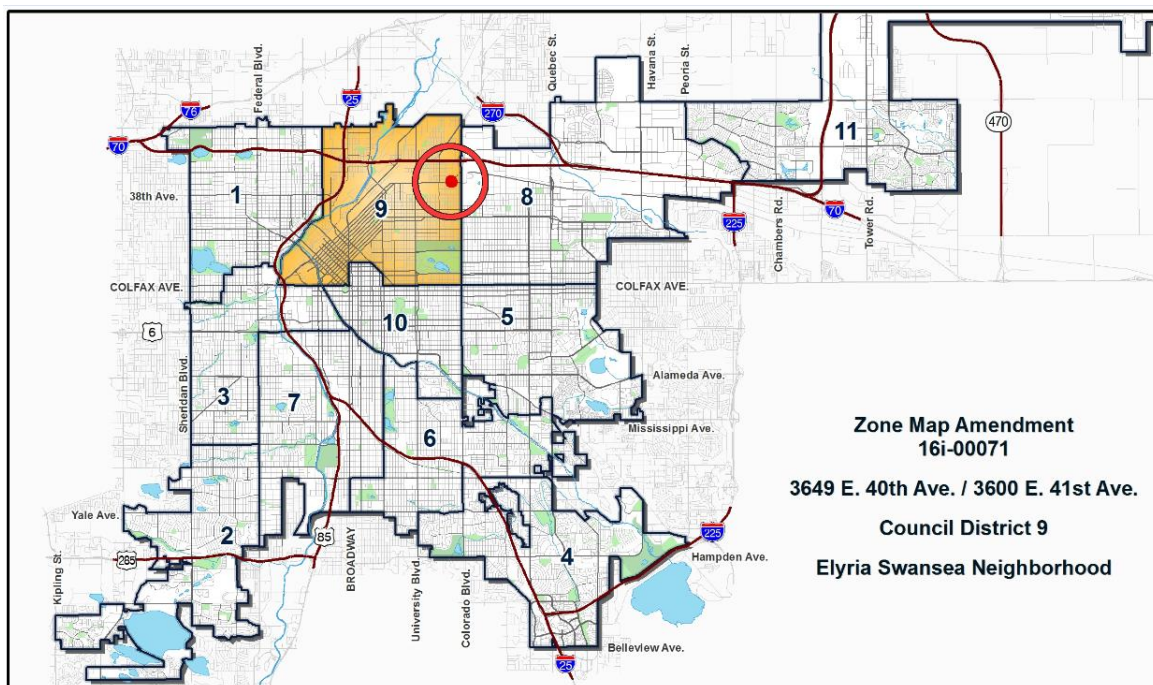 Federal Blvd.
Quebec St.
Havana St.
Peoria St.
25
76
270
470
70
11
38th Ave.
1
9
8
225
Chambers Rd.
70
Tower Rd.
COLFAX AVE.
COLFAX AVE.
6
10
5
Sheridan Blvd.
3
7
Alameda Ave.
Mississippi Ave.
6
Zone Map Amendment
16i-00071
3649 E. 40th Ave. / 3600 E. 41st Ave.
Council District 9
Elyria Swansea Neighborhood
Yale Ave.
2
85
225
4
Hampden Ave.
285
Kipling St.
BROADWAY
University Blvd.
Colorado Blvd.
Belleview Ave.
25